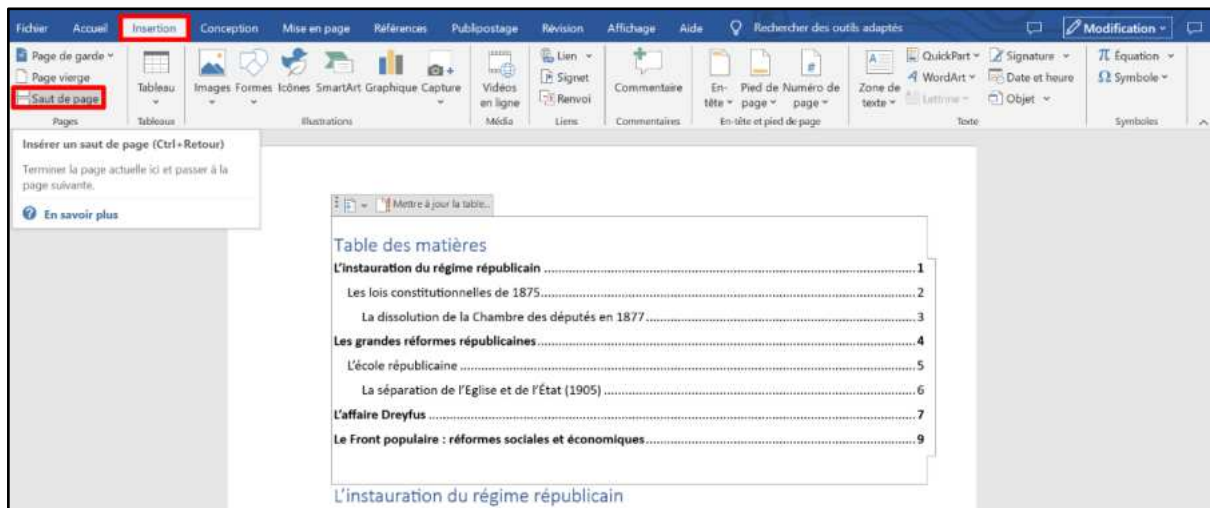 Fichier Accueil Insertion Conception Mise en page Références Publipostage Révision Affichage Aide Rechercher des outils adaptés Modification
Page de garde
Page vierge
Saut de page
Pages
Tableau
Tableaux
Images Formes Icônes SmartArt Graphique Capture
Illustrations
Vidéos
en ligne
Média
Lien
Signet
Renvoi
Liens
Commentaire
Commentaires
En-
tête
Pied de
page
Numéro de
page
En-tête et pied de page
Zone de
texte
QuickPart
WordArt
Lettrine
Signature
Date et heure
Objet
Texte
Équation
Symbole
Symboles
Insérer un saut de page (Ctrl+Retour)
Terminer la page actuelle ici et passer à la
page suivante.
En savoir plus
Mettre à jour la table...
Table des matières
L'instauration du régime républicain ........ 1
Les lois constitutionnelles de 1875 ........ 2
La dissolution de la Chambre des députés en 1877 ........ 3
Les grandes réformes républicaines ........ 4
L'école républicaine ........ 5
La séparation de l'Eglise et de l'État (1905) ........ 6
L'affaire Dreyfus ........ 7
Le Front populaire : réformes sociales et économiques ........ 9
L'instauration du régime républicain